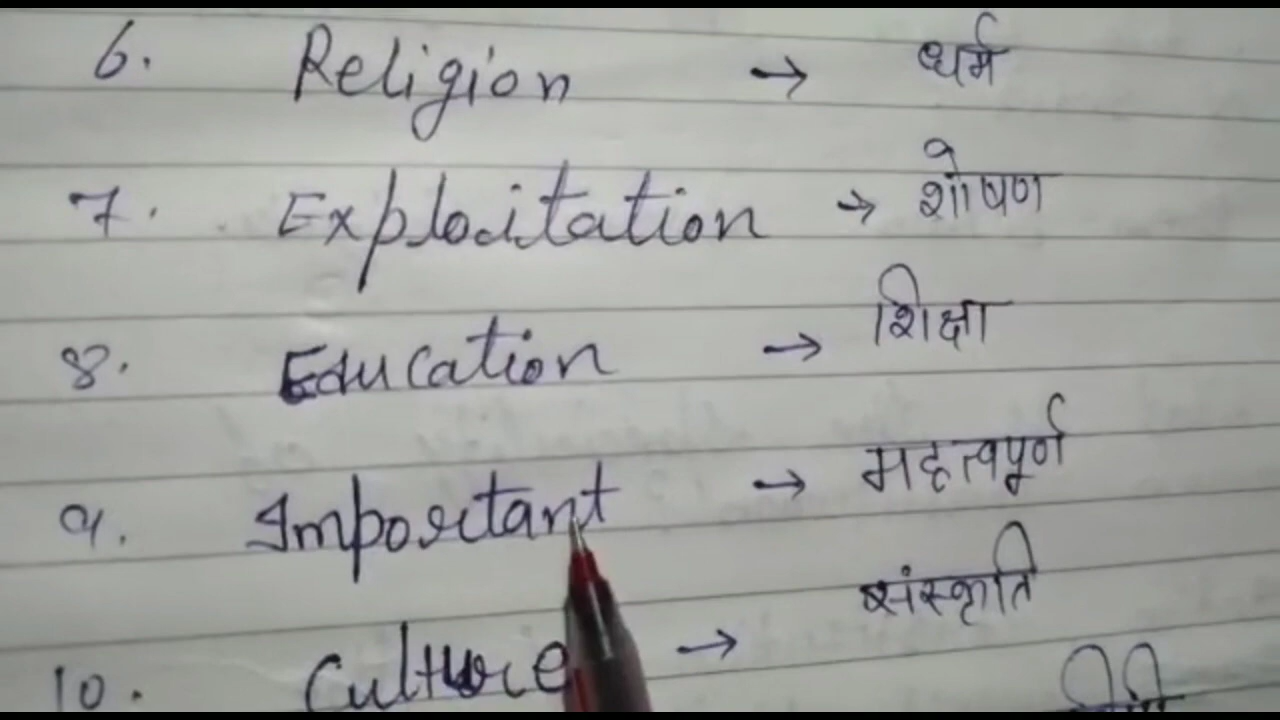 6. Religion → धर्म
7. Exploitation → शोषण
8. Education → शिक्षा
9. Important → महत्वपूर्ण
10. Culture → संस्कृति